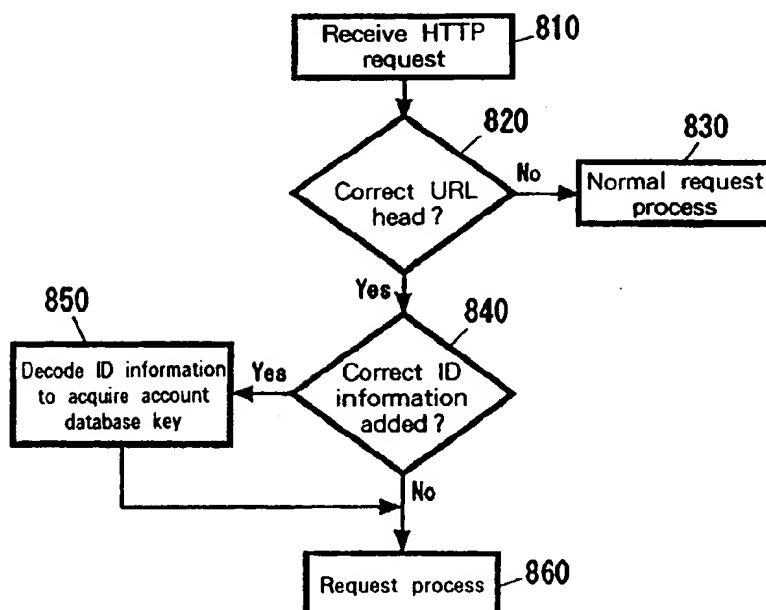 Receive HTTP
request
810
820
Correct URL
head?
No
830
Normal request
process
Yes
840
Correct ID
information
added?
Yes
850
Decode ID information
to acquire account
database key
No
Request process
860